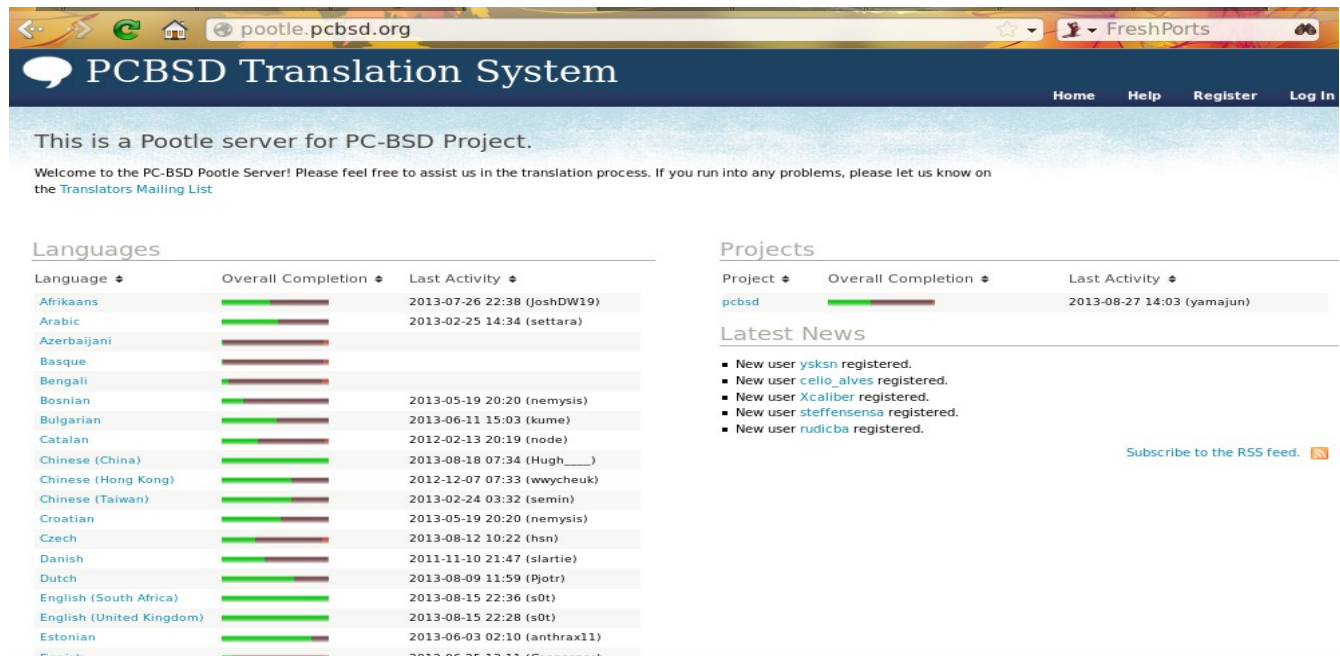 pootle.pcbsd.org
FreshPorts
PCBSD Translation System
Home Help Register Log In
This is a Pootle server for PC-BSD Project.
Welcome to the PC-BSD Pootle Server! Please feel free to assist us in the translation process. If you run into any problems, please let us know on
the Translators Mailing List
Languages
Language Overall Completion Last Activity
Afrikaans 2013-07-26 22:38 (JoshDW19)
Arabic 2013-02-25 14:34 (settara)
Azerbaijani
Basque
Bengali
Bosnian 2013-05-19 20:20 (nemysis)
Bulgarian 2013-06-11 15:03 (kume)
Catalan 2012-02-13 20:19 (node)
Chinese (China) 2013-08-18 07:34 (Hugh____)
Chinese (Hong Kong) 2012-12-07 07:33 (wwycheuk)
Chinese (Taiwan) 2013-02-24 03:32 (semin)
Croatian 2013-05-19 20:20 (nemysis)
Czech 2013-08-12 10:22 (hsn)
Danish 2011-11-10 21:47 (slartie)
Dutch 2013-08-09 11:59 (Pjotr)
English (South Africa) 2013-08-15 22:36 (s0t)
English (United Kingdom) 2013-08-15 22:28 (s0t)
Estonian 2013-06-03 02:10 (anthrax11)
Projects
Project Overall Completion Last Activity
pcbsd 2013-08-27 14:03 (yamajun)
Latest News
New user ysksn registered.
New user celio_alves registered.
New user Xcaliber registered.
New user steffensensa registered.
New user rudicba registered.
Subscribe to the RSS feed.